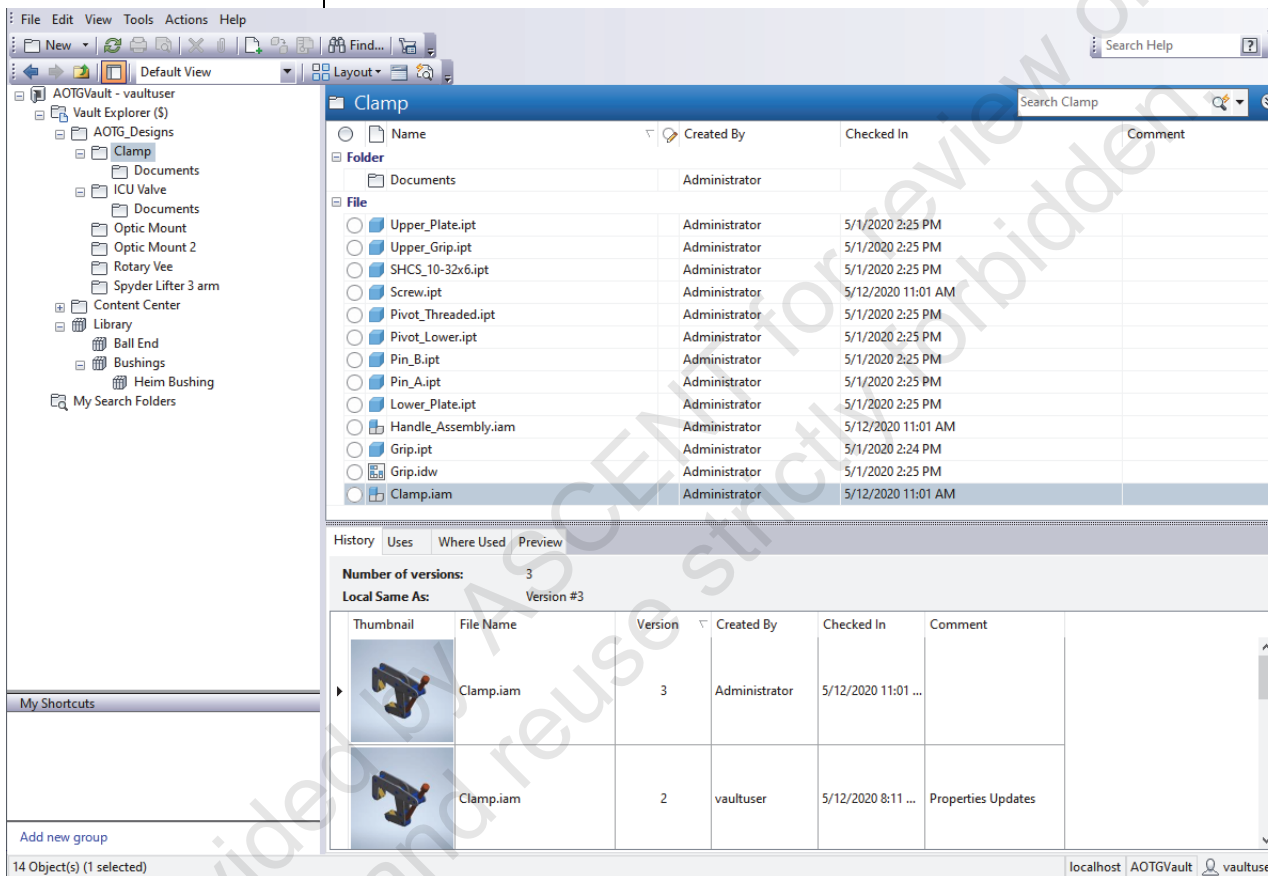 File Edit View Tools Actions Help
New Find... Search Help ?
Default View Layout
AOTGVault - vaultuser
Vault Explorer ($)
AOTG_Designs
Clamp
Documents
ICU Valve
Documents
Optic Mount
Optic Mount 2
Rotary Vee
Spyder Lifter 3 arm
Content Center
Library
Ball End
Bushings
Heim Bushing
My Search Folders
My Shortcuts
Add new group
Clamp Search Clamp
Name Created By Checked In Comment
Folder
Documents Administrator
File
Upper_Plate.ipt Administrator 5/1/2020 2:25 PM
Upper_Grip.ipt Administrator 5/1/2020 2:25 PM
SHCS_10-32x6.ipt Administrator 5/1/2020 2:25 PM
Screw.ipt Administrator 5/12/2020 11:01 AM
Pivot_Threaded.ipt Administrator 5/1/2020 2:25 PM
Pivot_Lower.ipt Administrator 5/1/2020 2:25 PM
Pin_B.ipt Administrator 5/1/2020 2:25 PM
Pin_A.ipt Administrator 5/1/2020 2:25 PM
Lower_Plate.ipt Administrator 5/1/2020 2:25 PM
Handle_Assembly.iam Administrator 5/12/2020 11:01 AM
Grip.ipt Administrator 5/1/2020 2:24 PM
Grip.idw Administrator 5/1/2020 2:25 PM
Clamp.iam Administrator 5/12/2020 11:01 AM
History Uses Where Used Preview
Number of versions: 3
Local Same As: Version #3
Thumbnail File Name Version Created By Checked In Comment
Clamp.iam 3 Administrator 5/12/2020 11:01 ...
Clamp.iam 2 vaultuser 5/12/2020 8:11 ... Properties Updates
14 Object(s) (1 selected) localhost AOTGVault vaultuse
vided by ASCENT for review o
and reuse strictly forbidden.